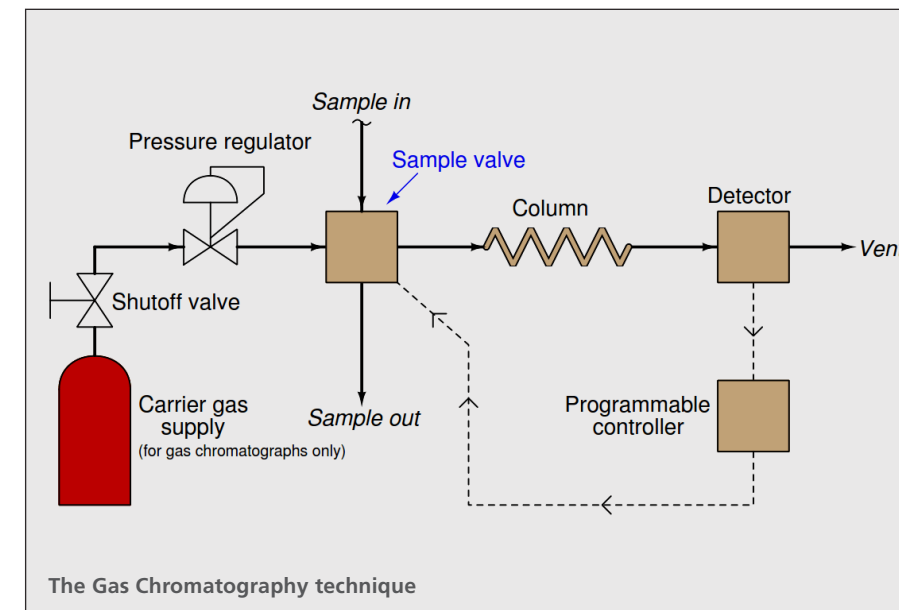 Sample in
Pressure regulator
Sample valve
Column
Detector
Ven
Shutoff valve
Carrier gas
supply
(for gas chromatographs only)
Sample out
Programmable
controller
The Gas Chromatography technique